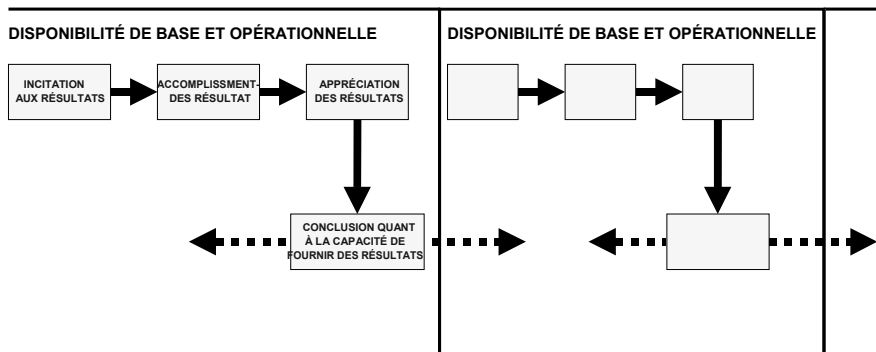 DISPONIBILITÉ DE BASE ET OPÉRATIONNELLE
INCITATION
AUX RÉSULTATS
ACCOMPLISSMENT-
DES RÉSULTAT
APPRÉCIATION
DES RÉSULTATS
CONCLUSION QUANT
À LA CAPACITÉ DE
FOURNIR DES RÉSULTATS
DISPONIBILITÉ DE BASE ET OPÉRATIONNELLE